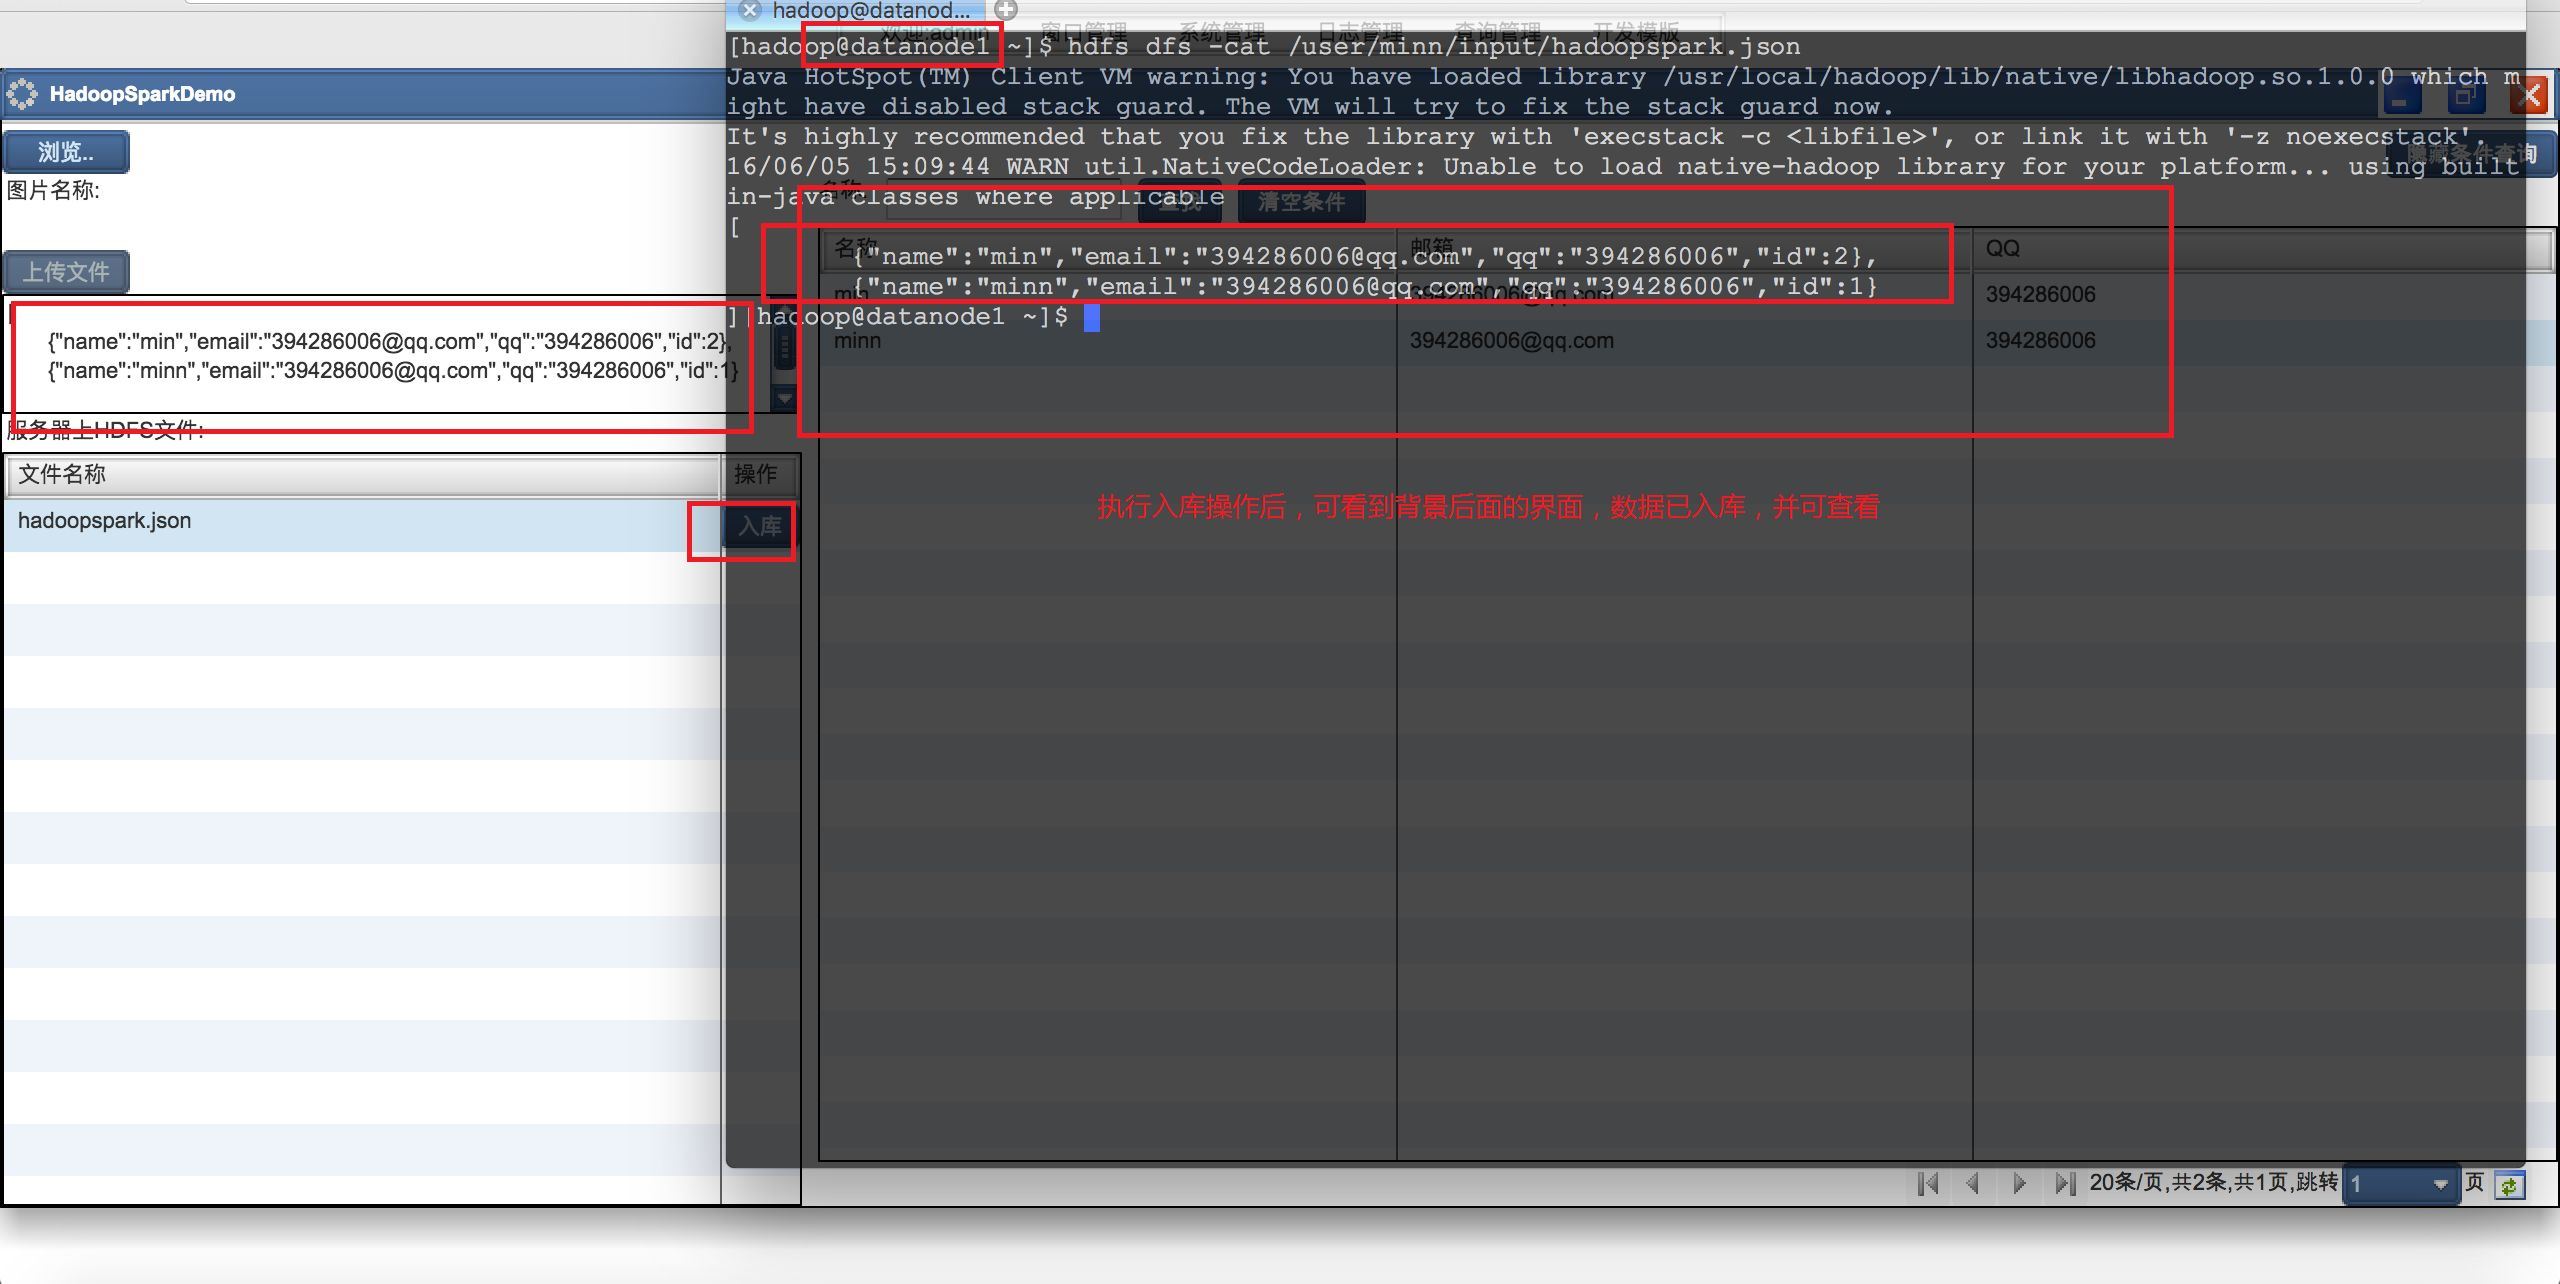 hadoop@datanod...
欢迎:admin 窗口管理 系统管理 日志管理 查询管理 开发模版
[hadoop@datanode1 ~]$ hdfs dfs -cat /user/minn/input/hadoopspark.json
Java HotSpot(TM) Client VM warning: You have loaded library /usr/local/hadoop/lib/native/libhadoop.so.1.0.0 which m
ight have disabled stack guard. The VM will try to fix the stack guard now.
It's highly recommended that you fix the library with 'execstack -c <libfile>', or link it with '-z noexecstack'.
16/06/05 15:09:44 WARN util.NativeCodeLoader: Unable to load native-hadoop library for your platform... using built
in-java classes where applicable
[
{"name":"min","email":"394286006@qq.com","qq":"394286006","id":2},
{"name":"minn","email":"394286006@qq.com","qq":"394286006","id":1}
][hadoop@datanode1 ~]$
HadoopSparkDemo
浏览..
图片名称:
上传文件
{"name":"min","email":"394286006@qq.com","qq":"394286006","id":2},
{"name":"minn","email":"394286006@qq.com","qq":"394286006","id":1}
服务器上HDFS文件:
文件名称 操作
hadoopspark.json 入库
隐藏条件查询
名称 查找 清空条件
名称 邮箱 QQ
min 394286006@qq.com 394286006
minn 394286006@qq.com 394286006
执行入库操作后，可看到背景后面的界面，数据已入库，并可查看
20条/页,共2条,共1页,跳转 1 页